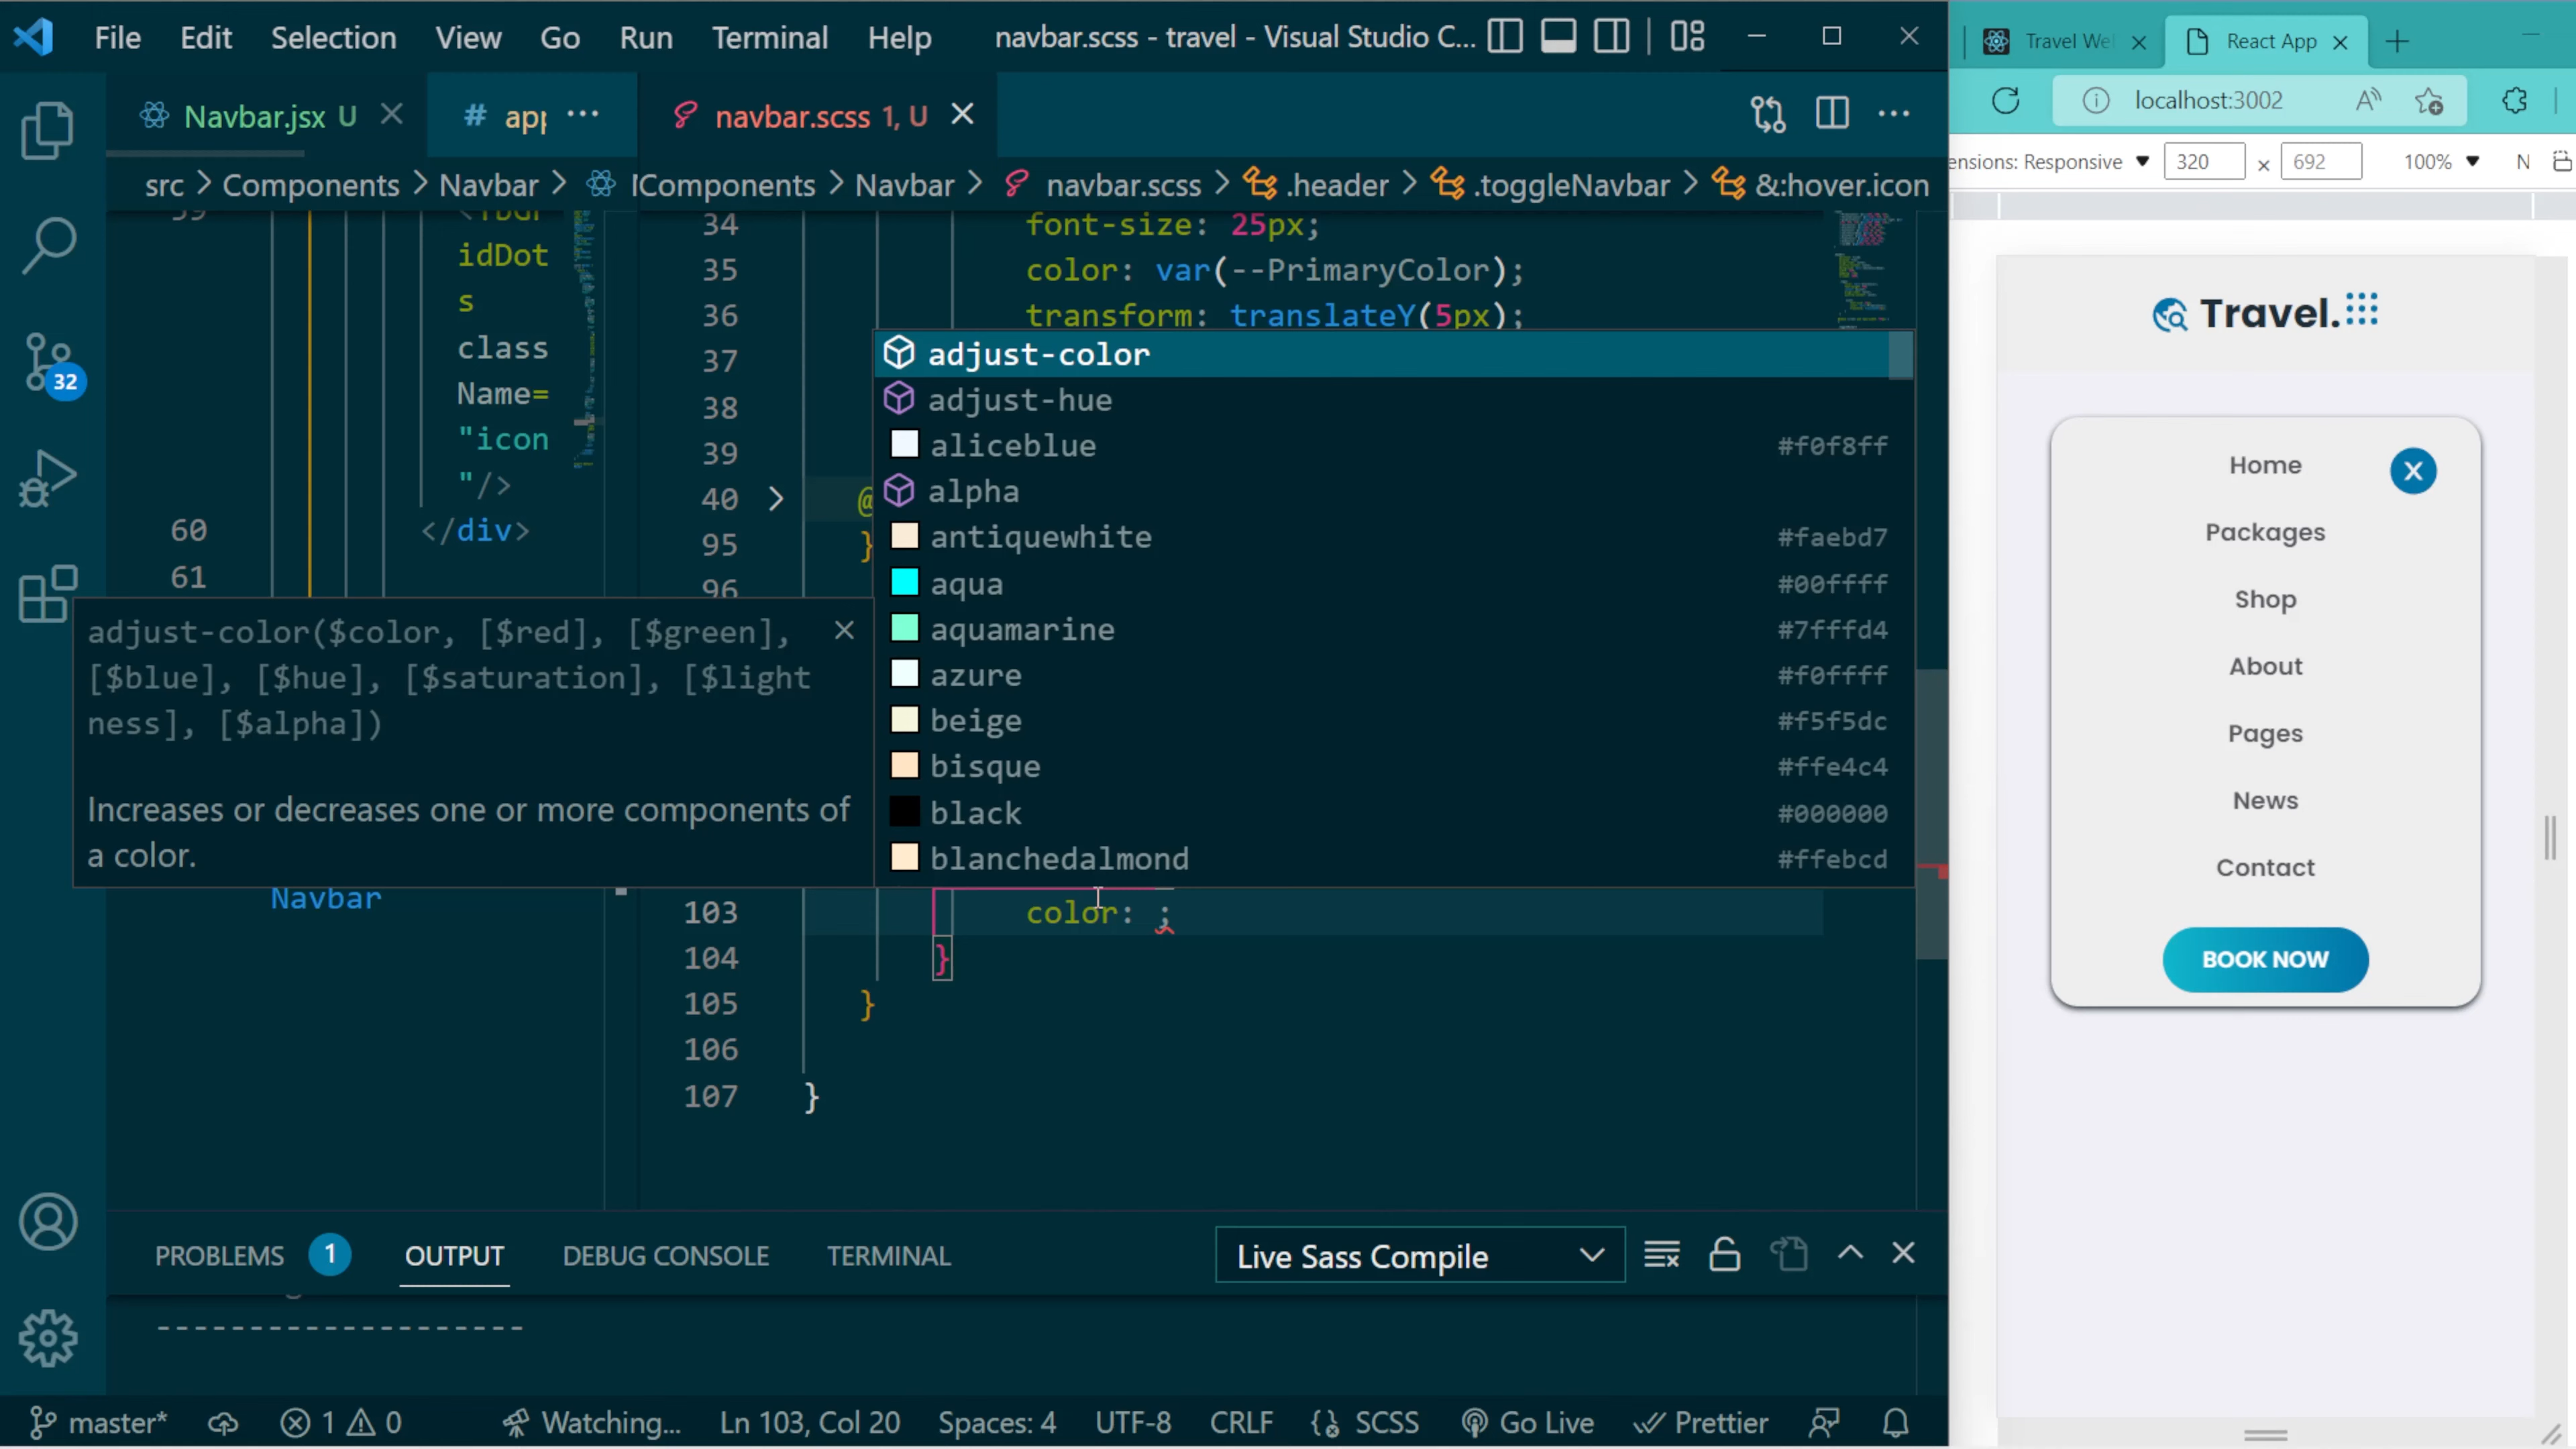 File Edit Selection View Go Run Terminal Help navbar.scss - travel - Visual Studio C...
Navbar.jsx U
# app ...
navbar.scss 1, U
src > Components > Navbar >
Components > Navbar > navbar.scss > .header > .toggleNavbar > &:hover.icon
idDot
s
class
Name=
"icon
"/>
60 </div>
61
Navbar
34 font-size: 25px;
35 color: var(--PrimaryColor);
36 transform: translateY(5px);
37
38
39
40 > @
95 }
96
103 color: ;
104 }
105 }
106
107 }
adjust-color
adjust-hue
aliceblue #f0f8ff
alpha
antiquewhite #faebd7
aqua #00ffff
aquamarine #7fffd4
azure #f0ffff
beige #f5f5dc
bisque #ffe4c4
black #000000
blanchedalmond #ffebcd
adjust-color($color, [$red], [$green],
[$blue], [$hue], [$saturation], [$light
ness], [$alpha])
Increases or decreases one or more components of
a color.
32
PROBLEMS 1 OUTPUT DEBUG CONSOLE TERMINAL
Live Sass Compile
--------------------
master* 1 0 Watching... Ln 103, Col 20 Spaces: 4 UTF-8 CRLF SCSS Go Live Prettier
Travel We
React App
localhost:3002
ensions: Responsive 320 x 692 100% N
Travel.
Home
X
Packages
Shop
About
Pages
News
Contact
BOOK NOW